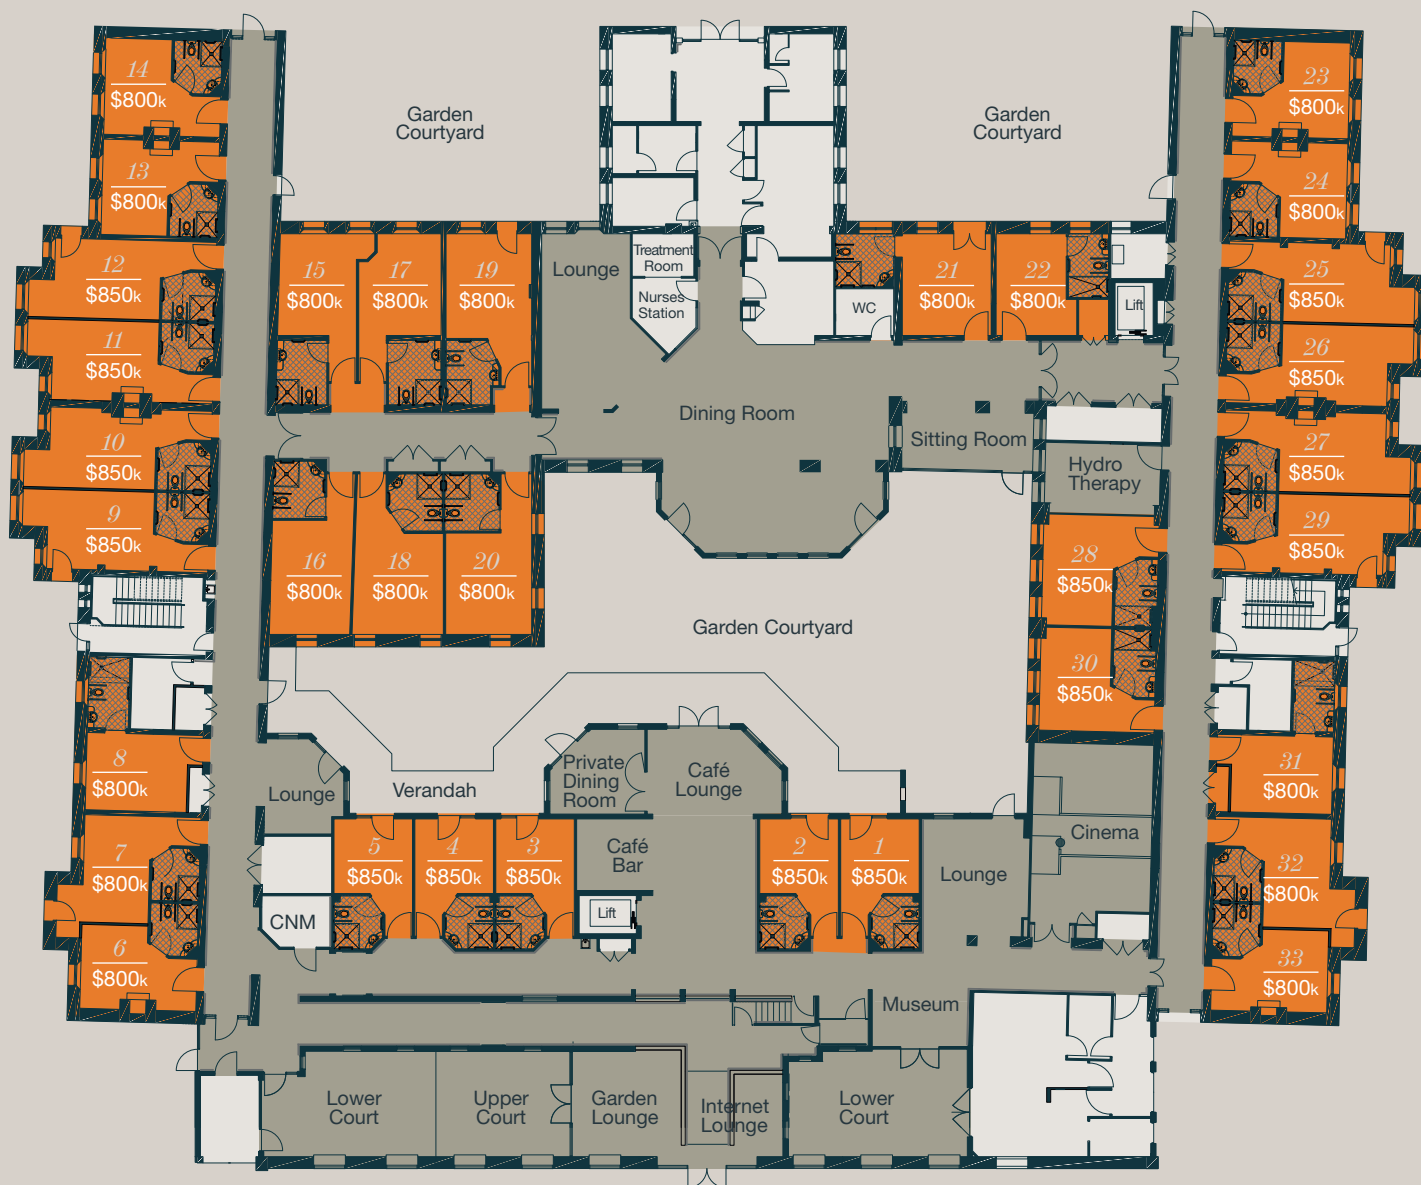 14
$800k
13
$800k
12
$850k
11
$850k
10
$850k
9
$850k
8
$800k
7
$800k
6
$800k
Garden
Courtyard
15
$800k
17
$800k
19
$800k
16
$800k
18
$800k
20
$800k
Lounge
Treatment
Room
Nurses
Station
WC
21
$800k
22
$800k
Lift
Garden
Courtyard
23
$800k
24
$800k
25
$850k
26
$850k
27
$850k
29
$850k
Dining Room
Sitting Room
Hydro
Therapy
28
$850k
30
$850k
Garden Courtyard
31
$800k
32
$800k
33
$800k
Lounge
Verandah
Private
Dining
Room
Café
Lounge
Cinema
5
$850k
4
$850k
3
$850k
Café
Bar
2
$850k
1
$850k
Lounge
CNM
Lift
Museum
Lower
Court
Upper
Court
Garden
Lounge
Internet
Lounge
Lower
Court